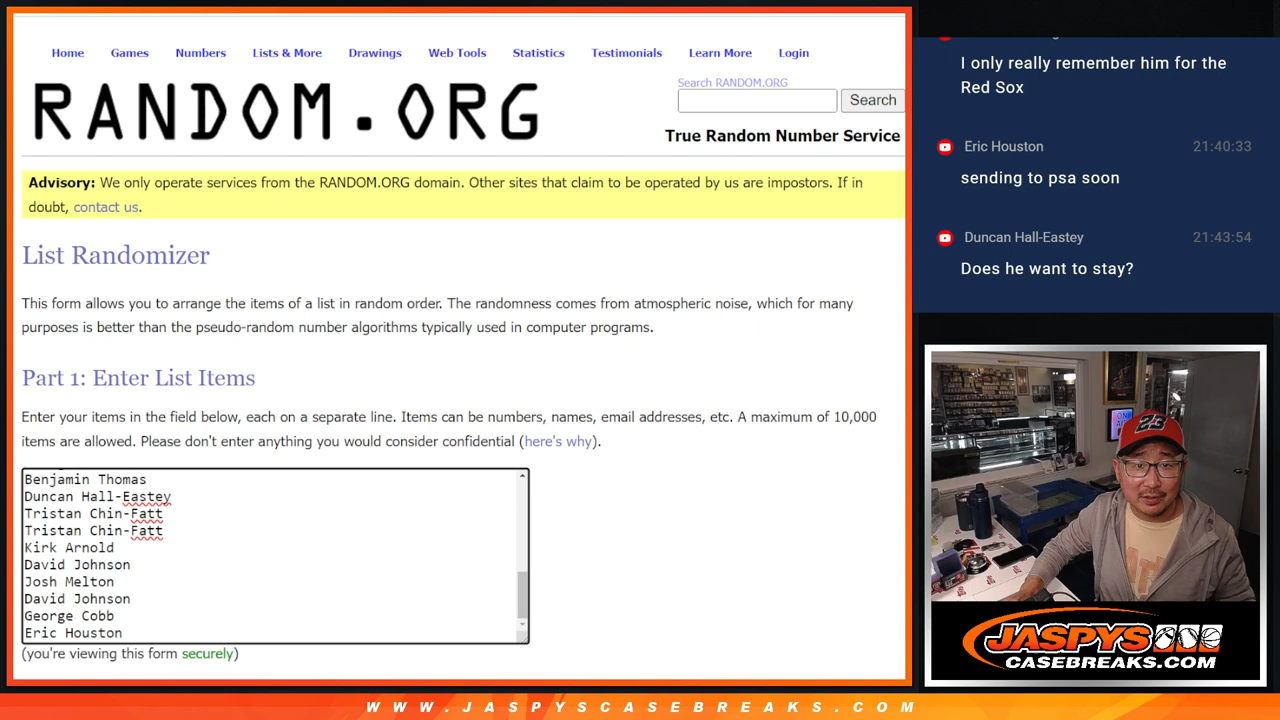 Home Games Numbers Lists & More Drawings Web Tools Statistics Testimonials Learn More Login
RANDOM.ORG
Search RANDOM.ORG
Search
True Random Number Service
Advisory: We only operate services from the RANDOM.ORG domain. Other sites that claim to be operated by us are impostors. If in
doubt, contact us.
List Randomizer
This form allows you to arrange the items of a list in random order. The randomness comes from atmospheric noise, which for many
purposes is better than the pseudo-random number algorithms typically used in computer programs.
Part 1: Enter List Items
Enter your items in the field below, each on a separate line. Items can be numbers, names, email addresses, etc. A maximum of 10,000
items are allowed. Please don't enter anything you would consider confidential (here's why).
Benjamin Thomas
Duncan Hall-Eastey
Tristan Chin-Fatt
Tristan Chin-Fatt
Kirk Arnold
David Johnson
Josh Melton
David Johnson
George Cobb
Eric Houston
(you're viewing this form securely)
I only really remember him for the
Red Sox
Eric Houston 21:40:33
sending to psa soon
Duncan Hall-Eastey 21:43:54
Does he want to stay?
23
JASPYS
CASEBREAKS.COM
WWW.JASPYSCASEBREAKS.COM